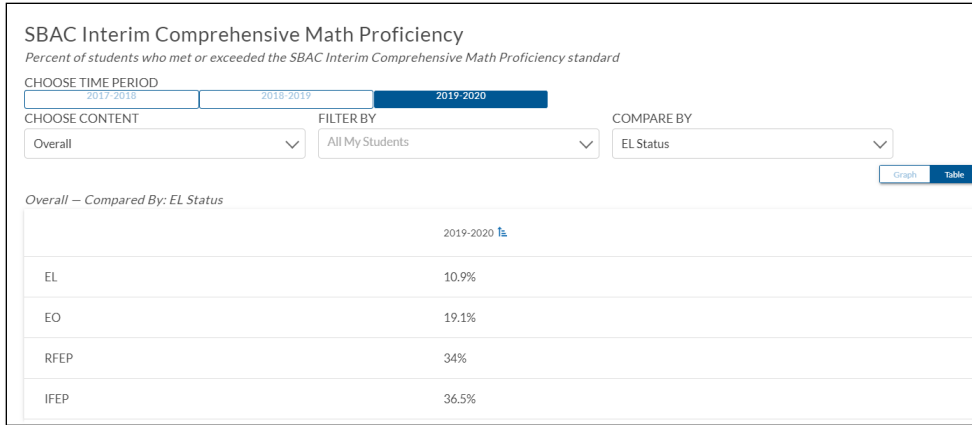 SBAC Interim Comprehensive Math Proficiency
Percent of students who met or exceeded the SBAC Interim Comprehensive Math Proficiency standard
CHOOSE TIME PERIOD
2017-2018 2018-2019 2019-2020
CHOOSE CONTENT FILTER BY COMPARE BY
Overall All My Students EL Status
Graph Table
Overall — Compared By: EL Status
2019-2020
EL 10.9%
EO 19.1%
RFEP 34%
IFEP 36.5%